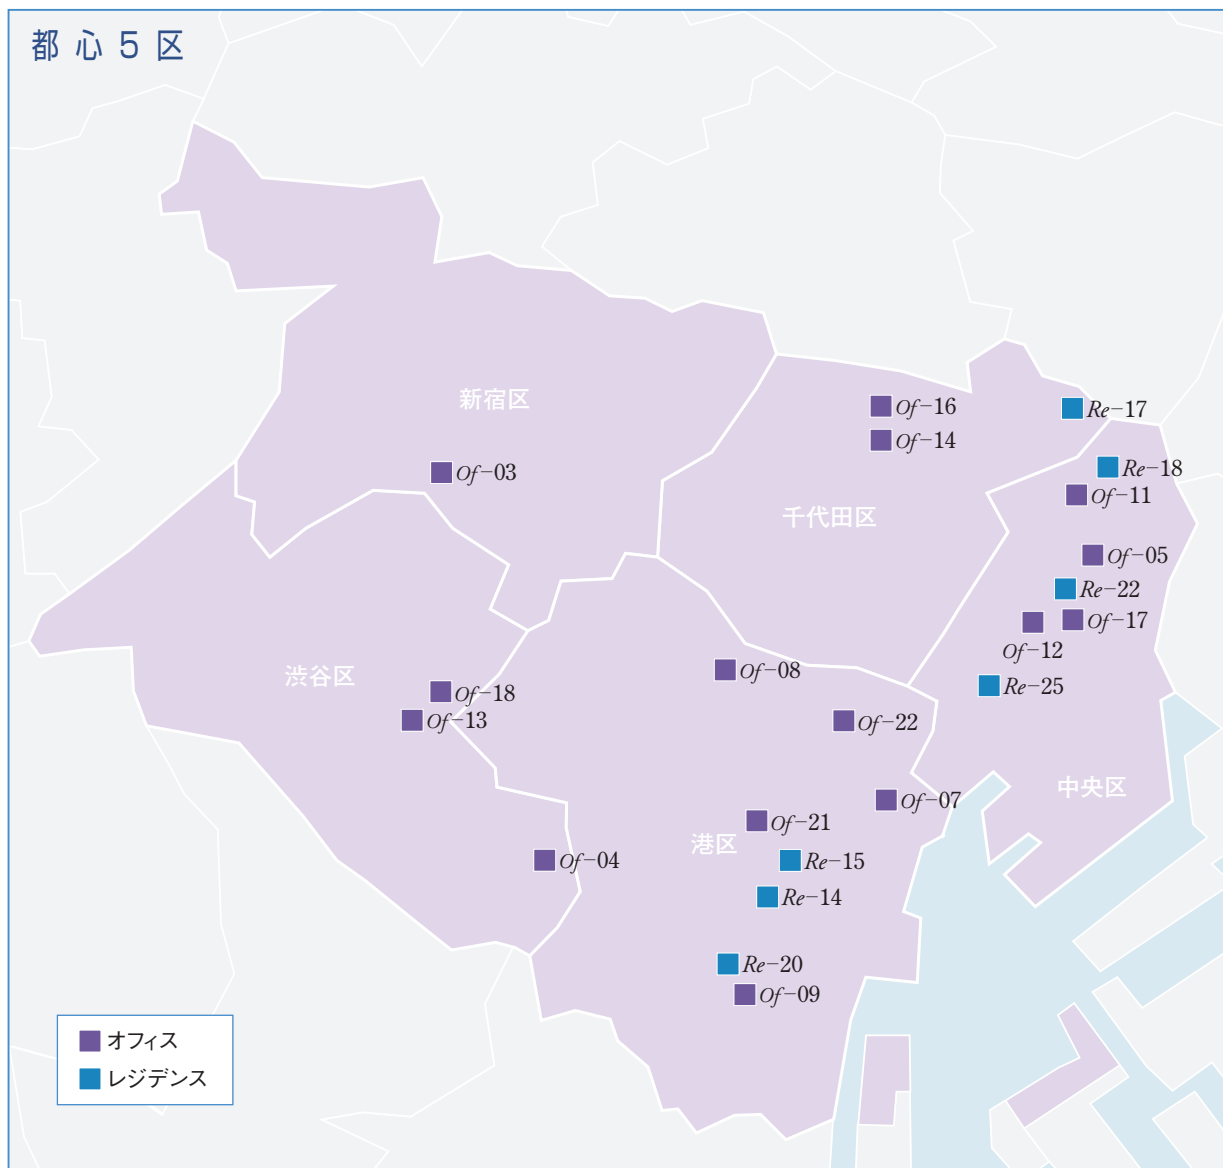 都心5区
新宿区
Of-16
Re-17
Of-14
Re-18
Of-03
Of-11
千代田区
Of-05
Re-22
Of-17
Of-12
渋谷区
Of-08
Re-25
Of-18
Of-13
Of-22
中央区
Of-07
Of-21
港区
Of-04
Re-15
Re-14
Re-20
Of-09
オフィス
レジデンス